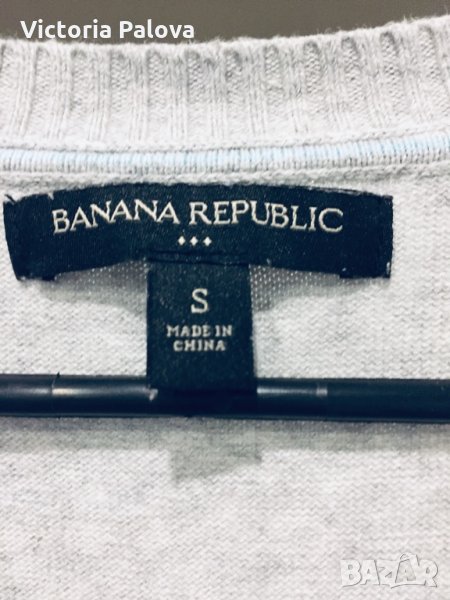 Victoria Palova
BANANA REPUBLIC
S
MADE IN
CHINA
BAZAR